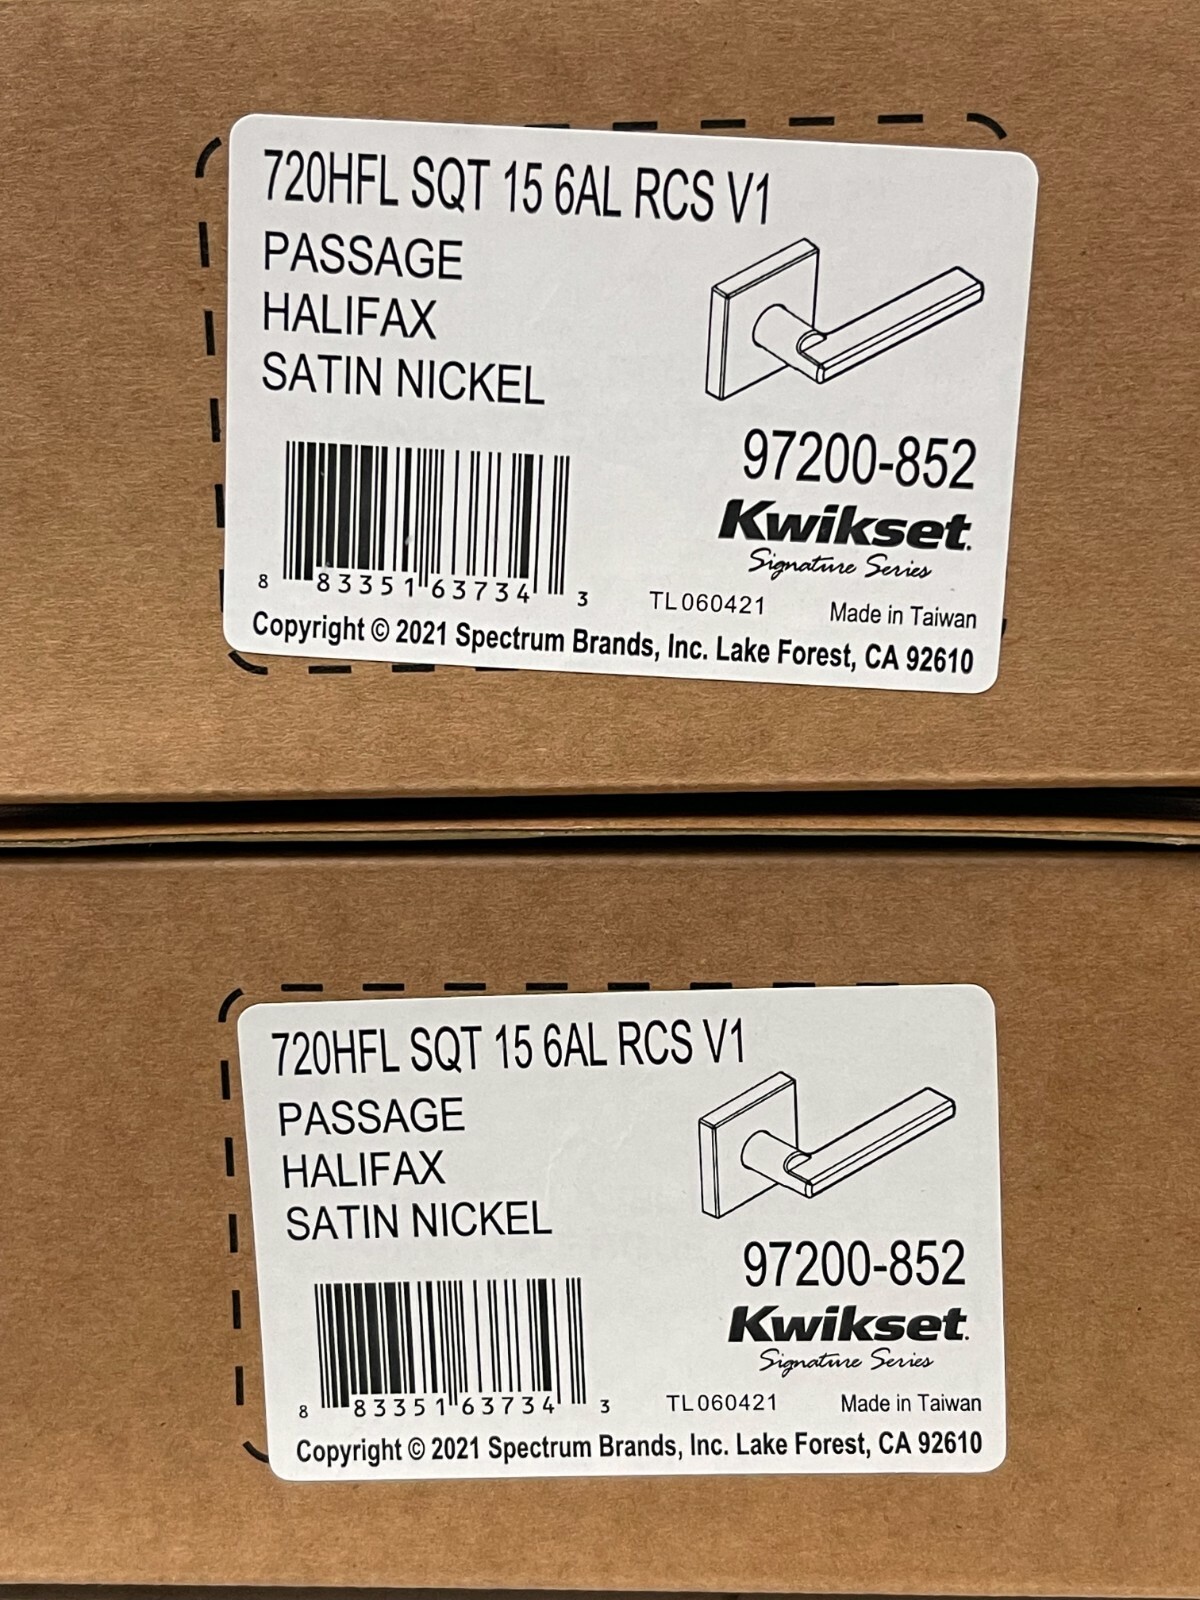 720HFL SQT 15 6AL RCS V1
PASSAGE
HALIFAX
SATIN NICKEL
97200-852
Kwikset
Signature Series
8 83351 63734 3
TL060421 Made in Taiwan
Copyright © 2021 Spectrum Brands, Inc. Lake Forest, CA 92610
720HFL SQT 15 6AL RCS V1
PASSAGE
HALIFAX
SATIN NICKEL
97200-852
Kwikset
Signature Series
8 83351 63734 3
TL060421 Made in Taiwan
Copyright © 2021 Spectrum Brands, Inc. Lake Forest, CA 92610